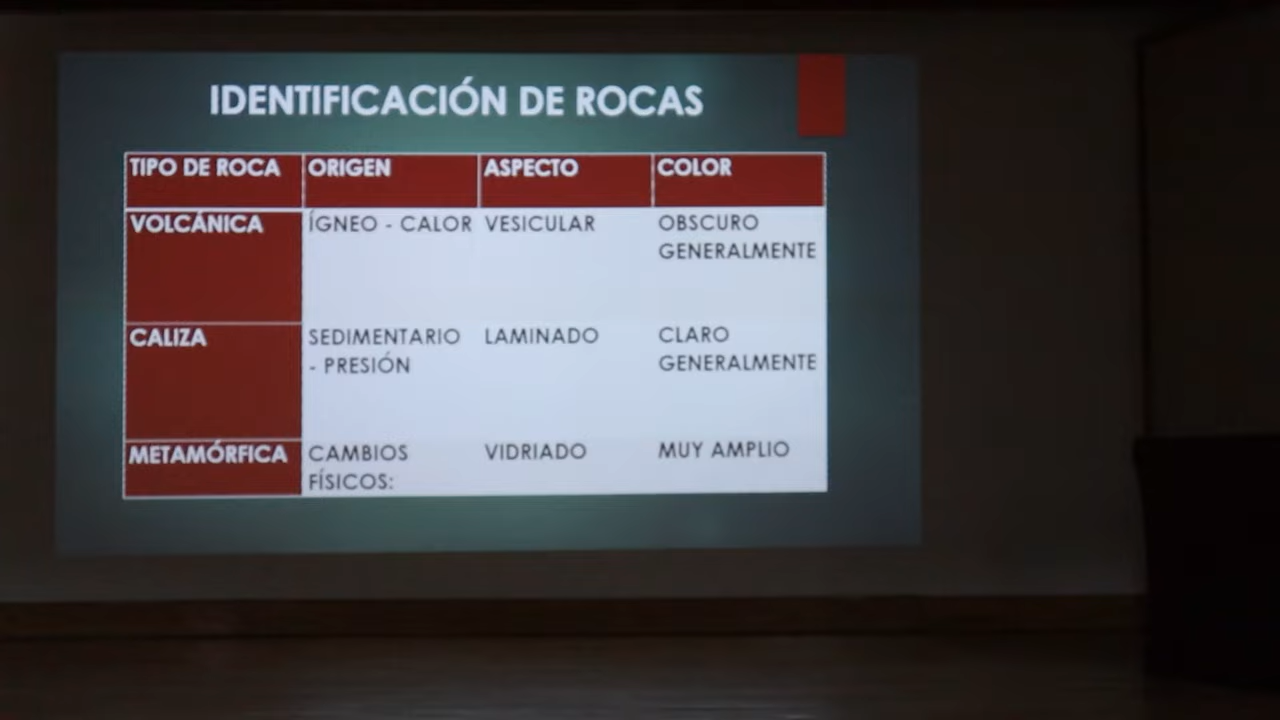 IDENTIFICACIÓN DE ROCAS
TIPO DE ROCA ORIGEN ASPECTO COLOR
VOLCÁNICA ÍGNEO - CALOR VESICULAR OBSCURO
GENERALMENTE
CALIZA SEDIMENTARIO LAMINADO CLARO
- PRESIÓN GENERALMENTE
METAMÓRFICA CAMBIOS VIDRIADO MUY AMPLIO
FÍSICOS: